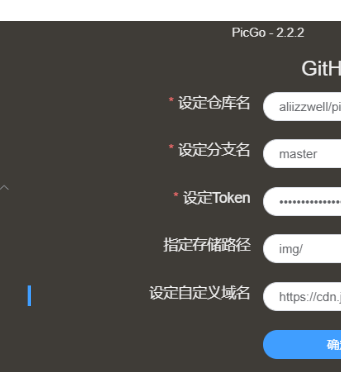 PicGo - 2.2.2
GitH
* 设定仓库名
aliizzwell/pi
* 设定分支名
master
* 设定Token
指定存储路径
img/
设定自定义域名
https://cdn.j
确